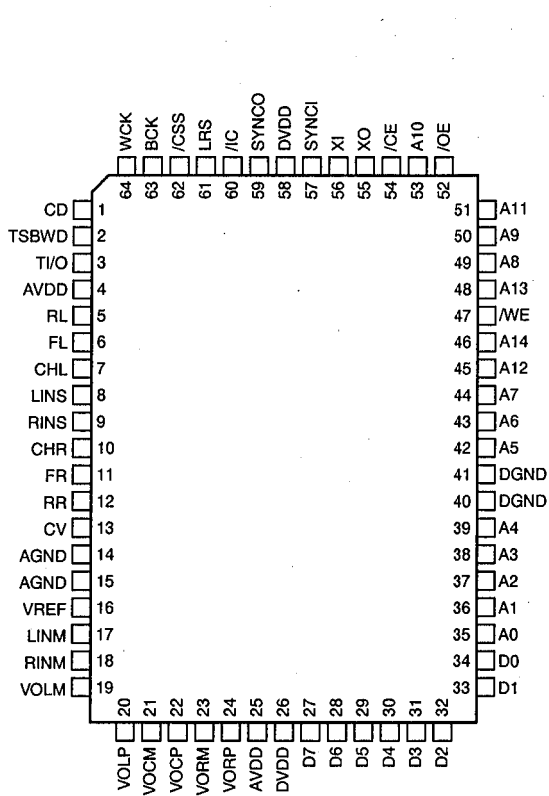 WCK BCK /CSS LRS /IC SYNCO DVDD SYNCI XI XO /CE A10 /OE
64 63 62 61 60 59 58 57 56 55 54 53 52
CD 1 51 A11
TSBWD 2 50 A9
TI/O 3 49 A8
AVDD 4 48 A13
RL 5 47 /WE
FL 6 46 A14
CHL 7 45 A12
LINS 8 44 A7
RINS 9 43 A6
CHR 10 42 A5
FR 11 41 DGND
RR 12 40 DGND
CV 13 39 A4
AGND 14 38 A3
AGND 15 37 A2
VREF 16 36 A1
LINM 17 35 A0
RINM 18 34 D0
VOLM 19 33 D1
20 21 22 23 24 25 26 27 28 29 30 31 32
VOLP VOCM VOCP VORM VORP AVDD DVDD D7 D6 D5 D4 D3 D2